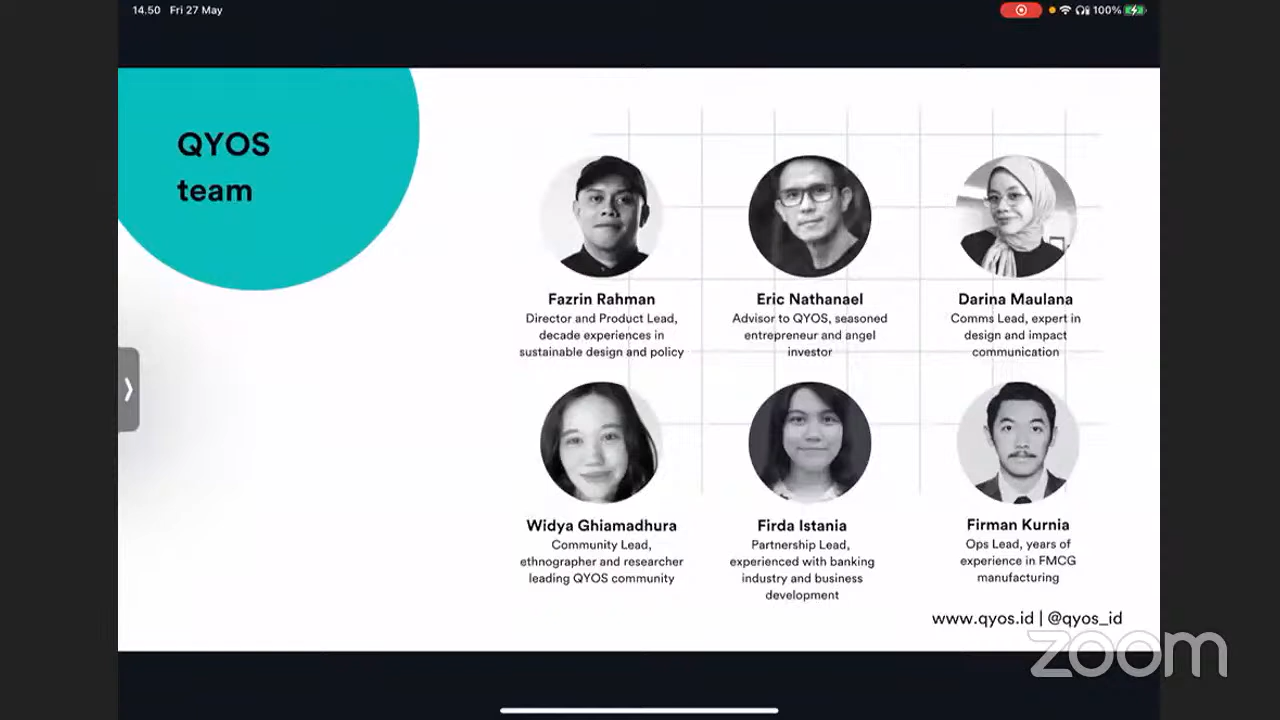 14.50 Fri 27 May
100%
QYOS
team
Fazrin Rahman
Director and Product Lead,
decade experiences in
sustainable design and policy
Eric Nathanael
Advisor to QYOS, seasoned
entrepreneur and angel
investor
Darina Maulana
Comms Lead, expert in
design and impact
communication
Widya Ghiamadhura
Community Lead,
ethnographer and researcher
leading QYOS community
Firda Istania
Partnership Lead,
experienced with banking
industry and business
development
Firman Kurnia
Ops Lead, years of
experience in FMCG
manufacturing
www.qyos.id | @qyos_id
zoom